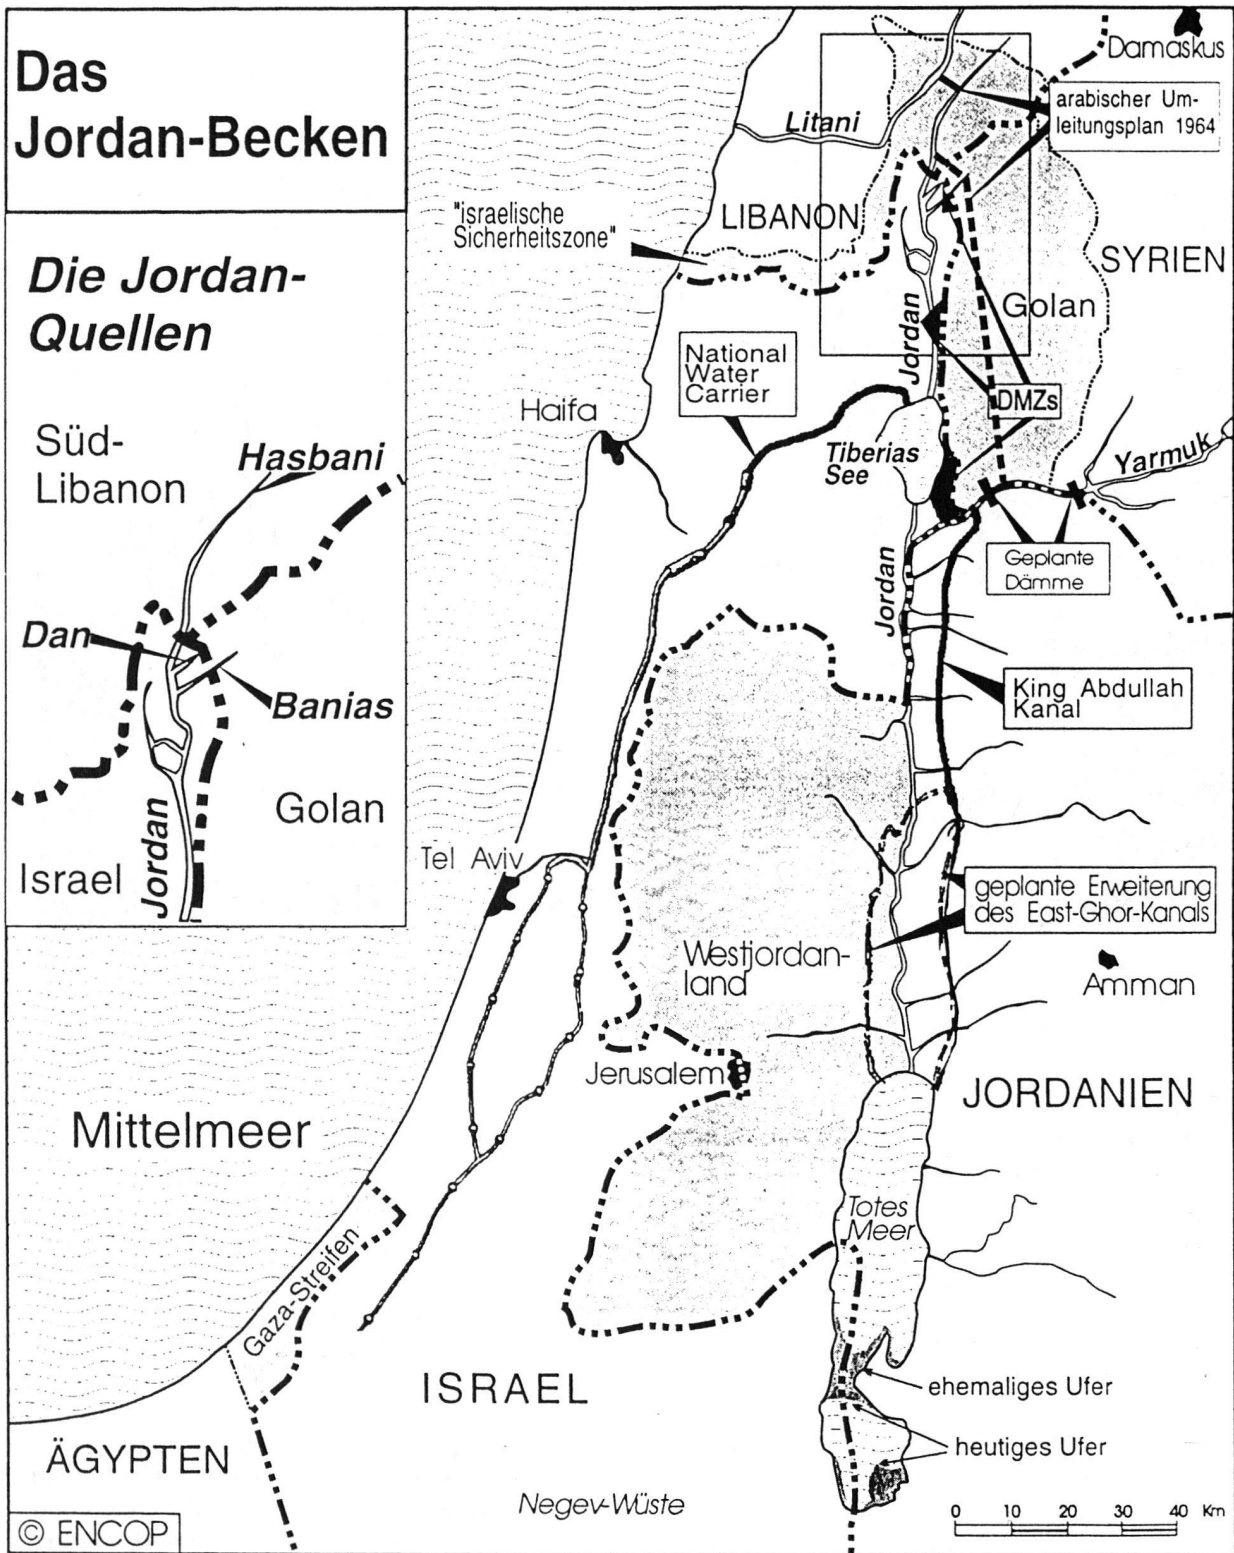 Das
Jordan-Becken
Die Jordan-
Quellen
Süd-
Libanon
Hasbani
Dan
Banias
Golan
Israel
Jordan
Damaskus
arabischer Um-
leitungsplan 1964
Litani
LIBANON
"israelische
Sicherheitszone"
SYRIEN
Golan
Jordan
National
Water
Carrier
DMZs
Haifa
Tiberias
See
Yarmuk
Geplante
Dämme
Jordan
King Abdullah
Kanal
Tel Aviv
geplante Erweiterung
des East-Ghor-Kanals
Westjordan-
land
Amman
Jerusalem
JORDANIEN
Mittelmeer
Totes
Meer
Gaza-Streifen
ISRAEL
ehemaliges Ufer
heutiges Ufer
ÄGYPTEN
Negev-Wüste
0 10 20 30 40 Km
© ENCOP